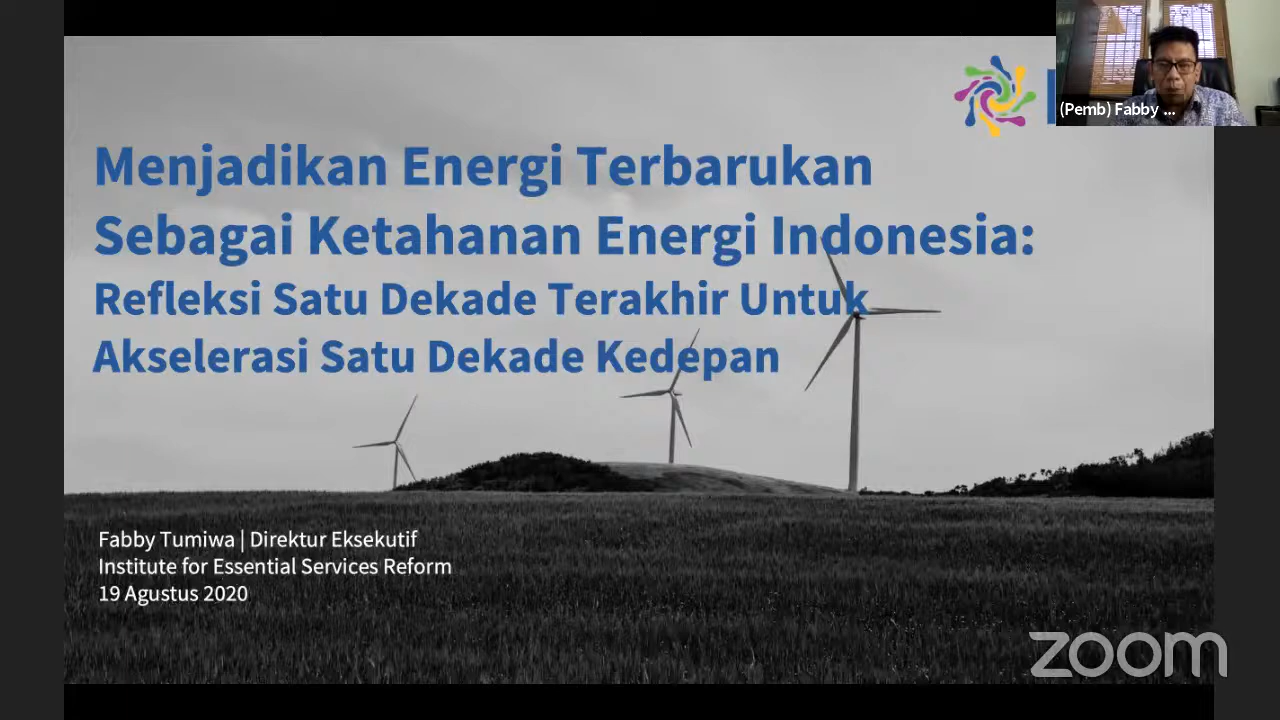 (Pemb) Fabby ...
Menjadikan Energi Terbarukan
Sebagai Ketahanan Energi Indonesia:
Refleksi Satu Dekade Terakhir Untuk
Akselerasi Satu Dekade Kedepan
Fabby Tumiwa | Direktur Eksekutif
Institute for Essential Services Reform
19 Agustus 2020
zoom